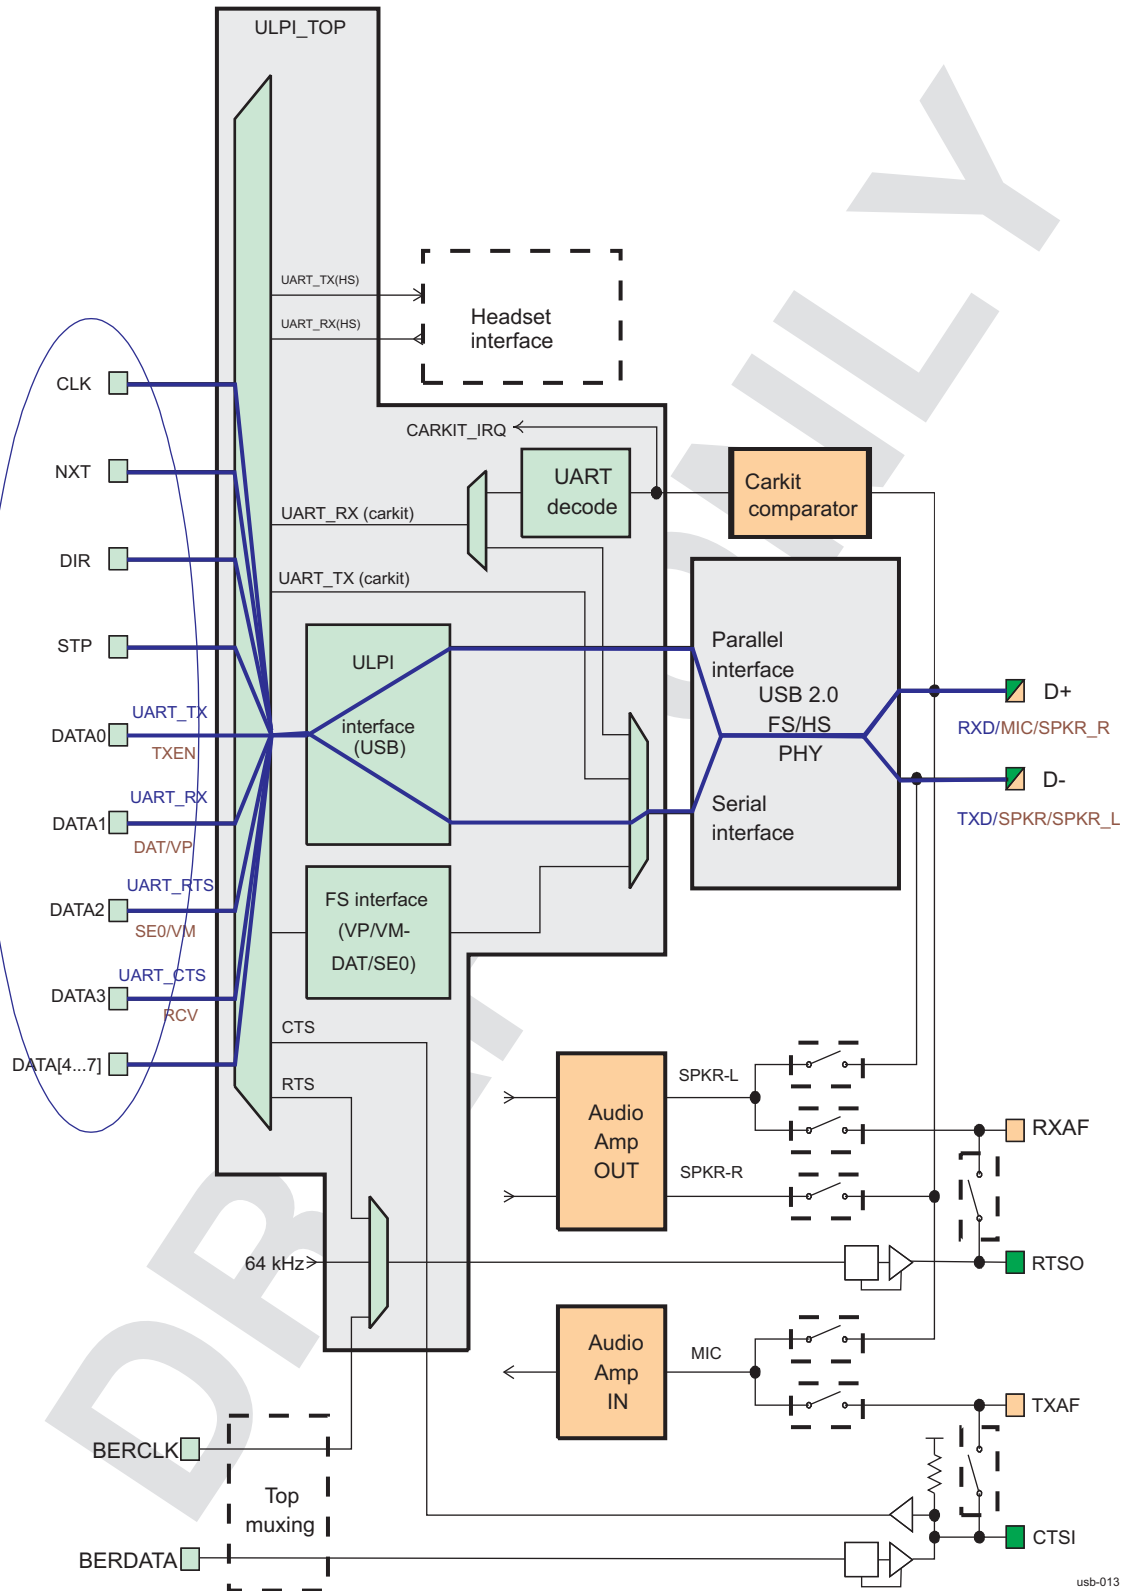 ULPI_TOP
UART_TX(HS)
UART_RX(HS)
Headset
interface
CLK
NXT
DIR
STP
UART_TX
DATA0
TXEN
UART_RX
DATA1
DAT/VP
UART_RTS
DATA2
SE0/VM
UART_CTS
DATA3
RCV
DATA[4...7]
CARKIT_IRQ
UART
decode
Carkit
comparator
UART_RX (carkit)
UART_TX (carkit)
ULPI
interface
(USB)
Parallel
interface
USB 2.0
FS/HS
PHY
Serial
interface
D+
RXD/MIC/SPKR_R
D-
TXD/SPKR/SPKR_L
FS interface
(VP/VM-
DAT/SE0)
CTS
RTS
SPKR-L
Audio
Amp
OUT
SPKR-R
RXAF
64 kHz
RTSO
Audio
Amp
IN
MIC
TXAF
BERCLK
Top
muxing
BERDATA
CTSI
usb-013